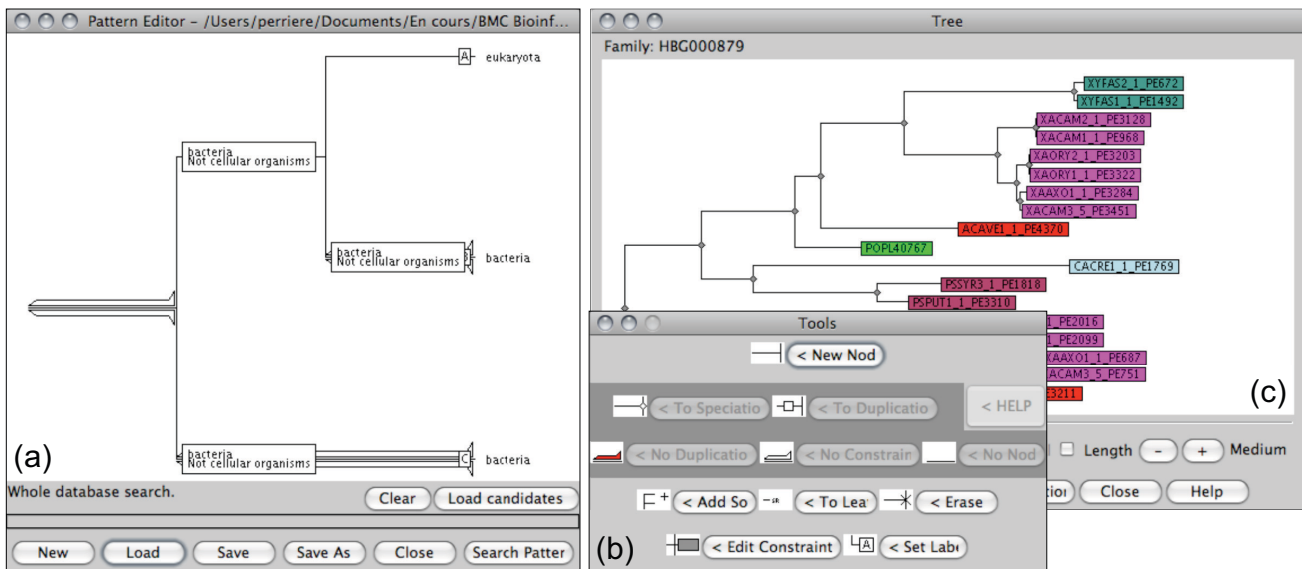 Pattern Editor – /Users/perriere/Documents/En cours/BMC Bioinf...
A
eukaryota
bacteria
Not cellular organisms
bacteria
Not cellular organisms
B
bacteria
bacteria
Not cellular organisms
C
bacteria
(a)
Whole database search.
Clear
Load candidates
New
Load
Save
Save As
Close
Search Patter
Tree
Family: HBG000879
XYFAS2_1_PE672
XYFAS1_1_PE1492
XACAM2_1_PE3128
XACAM1_1_PE968
XAORY2_1_PE3203
XAORY1_1_PE3322
XAAXO1_1_PE3284
XACAM3_5_PE3451
ACAVE1_1_PE4370
POPL40767
CACRE1_1_PE1769
PSSYR3_1_PE1818
PSPUT1_1_PE3310
1_PE2016
1_PE2099
XAAXO1_1_PE687
XACAM3_5_PE751
E3211
(c)
Length
-
+
Medium
Close
Help
Tools
< New Nod
< To Speciatio
< To Duplicatio
< HELP
< No Duplicatio
< No Constrain
< No Nod
+
< Add So
< To Lea
< Erase
< Edit Constraint
A
< Set Labe
(b)